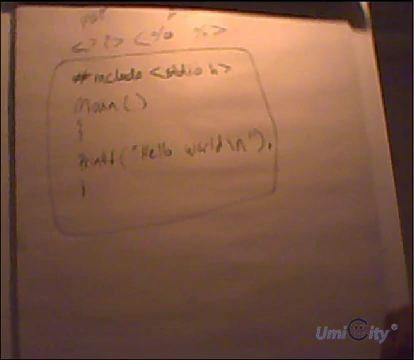 <??> <% %>
#include <stdio h>
Main()
{
Printf("Hello world\n");
}
UmiCity®